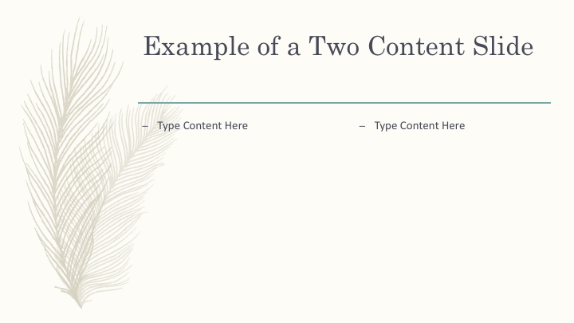 Example of a Two Content Slide
– Type Content Here
– Type Content Here